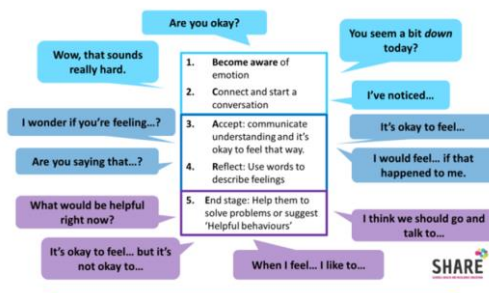 Are you okay?
You seem a bit down
today?
Wow, that sounds
really hard.
1. Become aware of
emotion
2. Connect and start a
conversation
I've noticed...
I wonder if you're feeling...?
3. Accept: communicate
understanding and it's
okay to feel that way.
It's okay to feel...
Are you saying that...?
4. Reflect: Use words to
describe feelings
I would feel... if that
happened to me.
What would be helpful
right now?
5. End stage: Help them to
solve problems or suggest
'Helpful behaviours'
I think we should go and
talk to...
It's okay to feel... but it's
not okay to...
When I feel... I like to...
SHARE